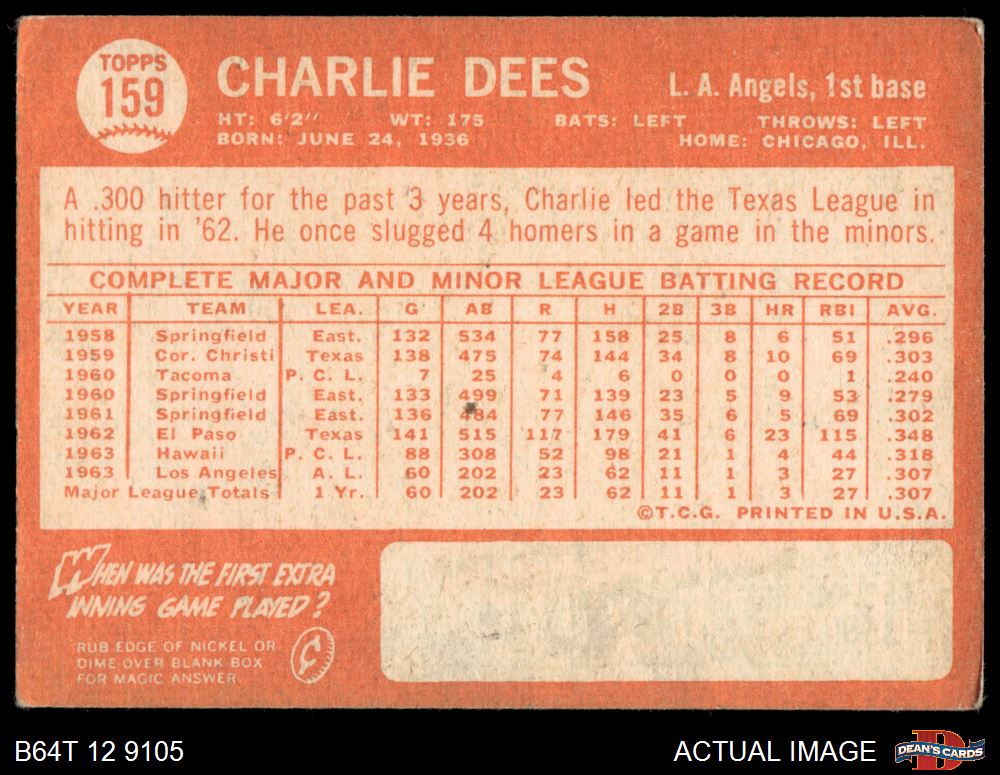 TOPPS
159
CHARLIE DEES
L. A. Angels, 1st base
HT: 6'2" WT: 175 BATS: LEFT THROWS: LEFT
BORN: JUNE 24, 1936 HOME: CHICAGO, ILL.
A .300 hitter for the past 3 years, Charlie led the Texas League in
hitting in '62. He once slugged 4 homers in a game in the minors.
COMPLETE MAJOR AND MINOR LEAGUE BATTING RECORD
YEAR TEAM LEA. G AB R H 2B 3B HR RBI AVG.
1958 Springfield East. 132 534 77 158 25 8 6 51 .296
1959 Cor. Christi Texas 138 475 74 144 34 8 10 69 .303
1960 Tacoma P. C. L. 7 25 4 6 0 0 0 1 .240
1960 Springfield East. 133 499 71 139 23 5 9 53 .279
1961 Springfield East. 136 484 77 146 35 6 5 69 .302
1962 El Paso Texas 141 515 117 179 41 6 23 115 .348
1963 Hawaii P. C. L. 88 308 52 98 21 1 4 44 .318
1963 Los Angeles A. L. 60 202 23 62 11 1 3 27 .307
Major League Totals 1 Yr. 60 202 23 62 11 1 3 27 .307
©T.C.G. PRINTED IN U.S.A.
WHEN WAS THE FIRST EXTRA
INNING GAME PLAYED?
RUB EDGE OF NICKEL OR
DIME OVER BLANK BOX
FOR MAGIC ANSWER
¢
B64T 12 9105
ACTUAL IMAGE
D
DEAN'S CARDS